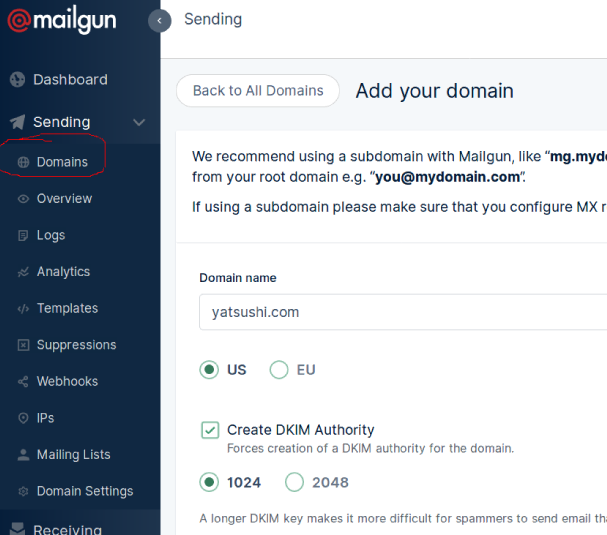 mailgun
Sending
Dashboard
Back to All Domains
Add your domain
Sending
Domains
We recommend using a subdomain with Mailgun, like “mg.myd
from your root domain e.g. “you@mydomain.com”.
Overview
If using a subdomain please make sure that you configure MX r
Logs
Analytics
Domain name
Templates
yatsushi.com
Suppressions
US
EU
Webhooks
IPs
Create DKIM Authority
Forces creation of a DKIM authority for the domain.
Mailing Lists
1024
2048
Domain Settings
A longer DKIM key makes it more difficult for spammers to send email tha
Receiving